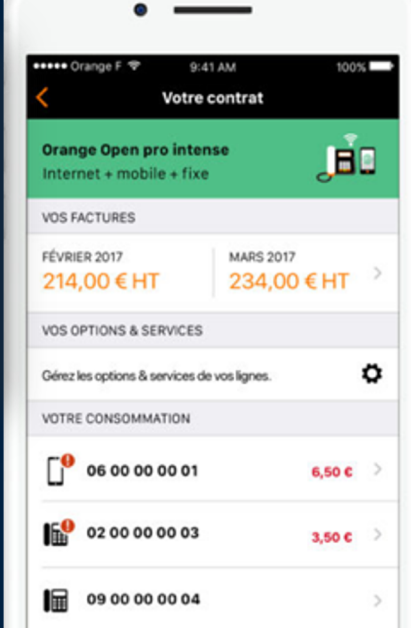 Orange F 9:41 AM 100%
Votre contrat
Orange Open pro intense
Internet + mobile + fixe
VOS FACTURES
FÉVRIER 2017 MARS 2017
214,00 € HT 234,00 € HT
VOS OPTIONS & SERVICES
Gérez les options & services de vos lignes.
VOTRE CONSOMMATION
06 00 00 00 01 6,50 €
02 00 00 00 03 3,50 €
09 00 00 00 04